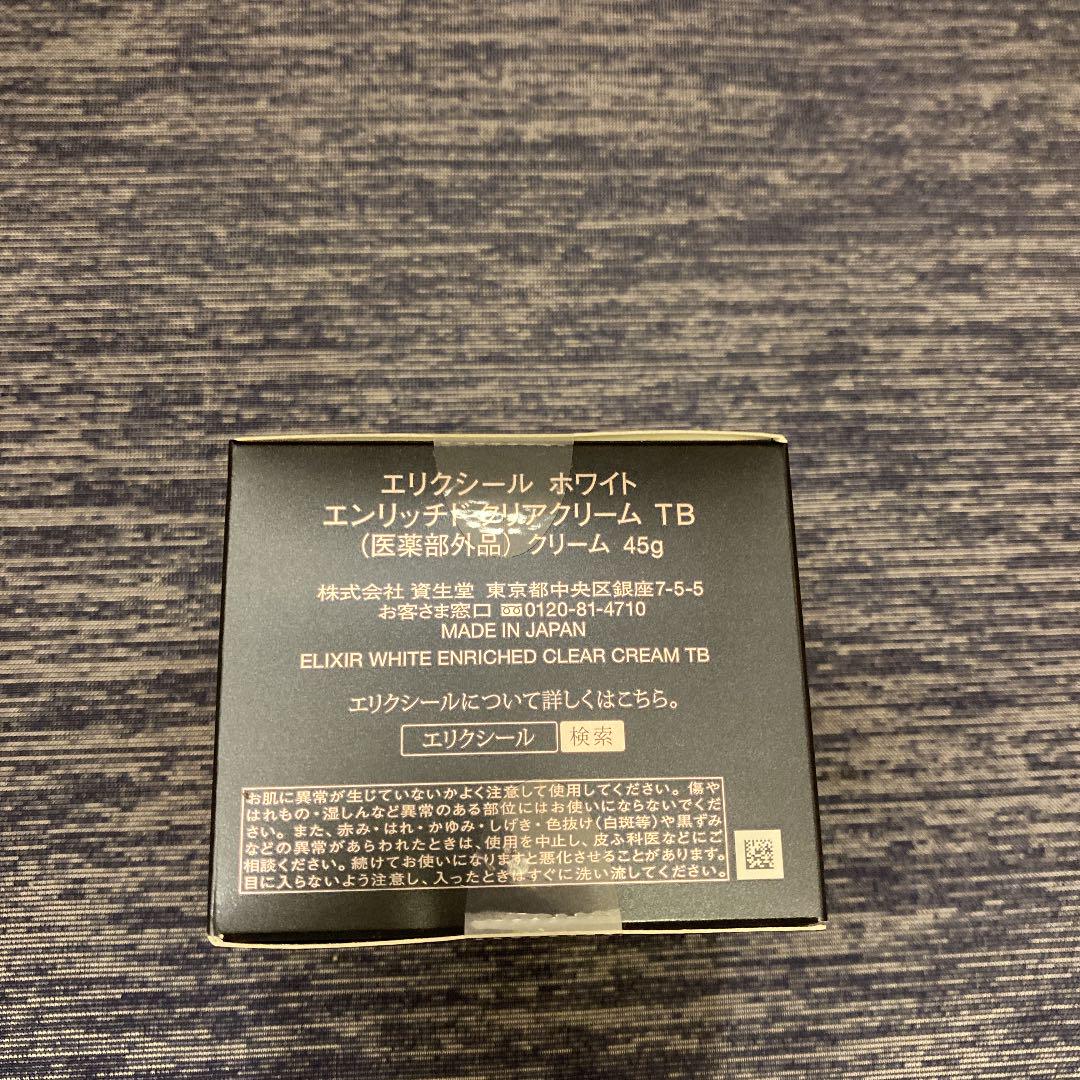 エリクシール ホワイト
エンリッチド クリアクリーム TB
（医薬部外品）クリーム 45g
株式会社 資生堂 東京都中央区銀座7-5-5
お客さま窓口 0120-81-4710
MADE IN JAPAN
ELIXIR WHITE ENRICHED CLEAR CREAM TB
エリクシールについて詳しくはこちら。
エリクシール 検索
お肌に異常が生じていないかよく注意して使用してください。傷や
はれもの・湿しんなど異常のある部位にはお使いにならないでくだ
さい。また、赤み・はれ・かゆみ・しげき・色抜け（白斑等）や黒ずみ
などの異常があらわれたときは、使用を中止し、皮ふ科医などにご
相談ください。続けてお使いになりますと悪化させることがあります。
目に入らないよう注意し、入ったときはすぐに洗い流してください。